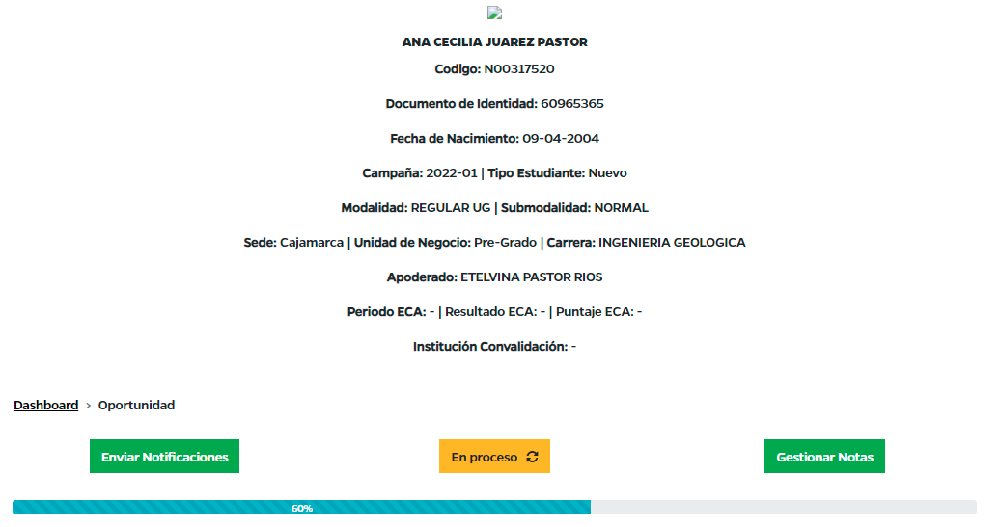 ANA CECILIA JUAREZ PASTOR
Codigo: N00317520
Documento de Identidad: 60965365
Fecha de Nacimiento: 09-04-2004
Campaña: 2022-01 | Tipo Estudiante: Nuevo
Modalidad: REGULAR UG | Submodalidad: NORMAL
Sede: Cajamarca | Unidad de Negocio: Pre-Grado | Carrera: INGENIERIA GEOLOGICA
Apoderado: ETELVINA PASTOR RIOS
Periodo ECA: - | Resultado ECA: - | Puntaje ECA: -
Institución Convalidación: -
Dashboard > Oportunidad
Enviar Notificaciones En proceso Gestionar Notas
60%